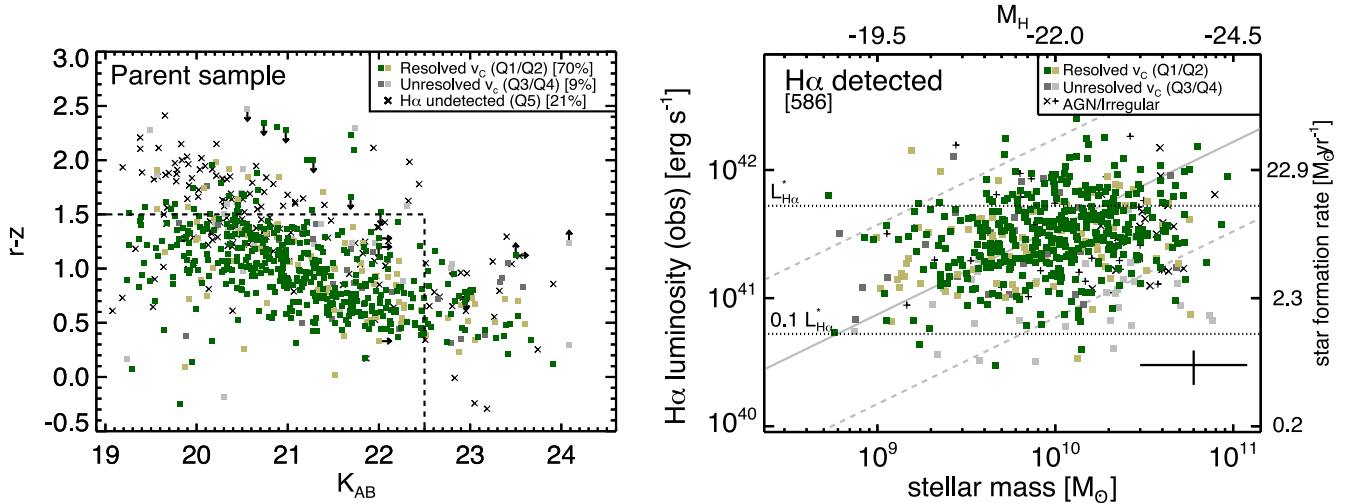 Parent sample
Resolved v_C (Q1/Q2) [70%]
Unresolved v_C (Q3/Q4) [9%]
Hα undetected (Q5) [21%]
3.0
2.5
2.0
1.5
1.0
0.5
0.0
-0.5
r-z
19 20 21 22 23 24
K_AB
M_H
-19.5 -22.0 -24.5
Hα detected
[586]
Resolved v_C (Q1/Q2)
Unresolved v_C (Q3/Q4)
AGN/Irregular
L*_Hα
0.1 L*_Hα
10^42
10^41
10^40
Hα luminosity (obs) [erg s^-1]
22.9
2.3
0.2
star formation rate [M_⊙yr^-1]
10^9 10^10 10^11
stellar mass [M_⊙]